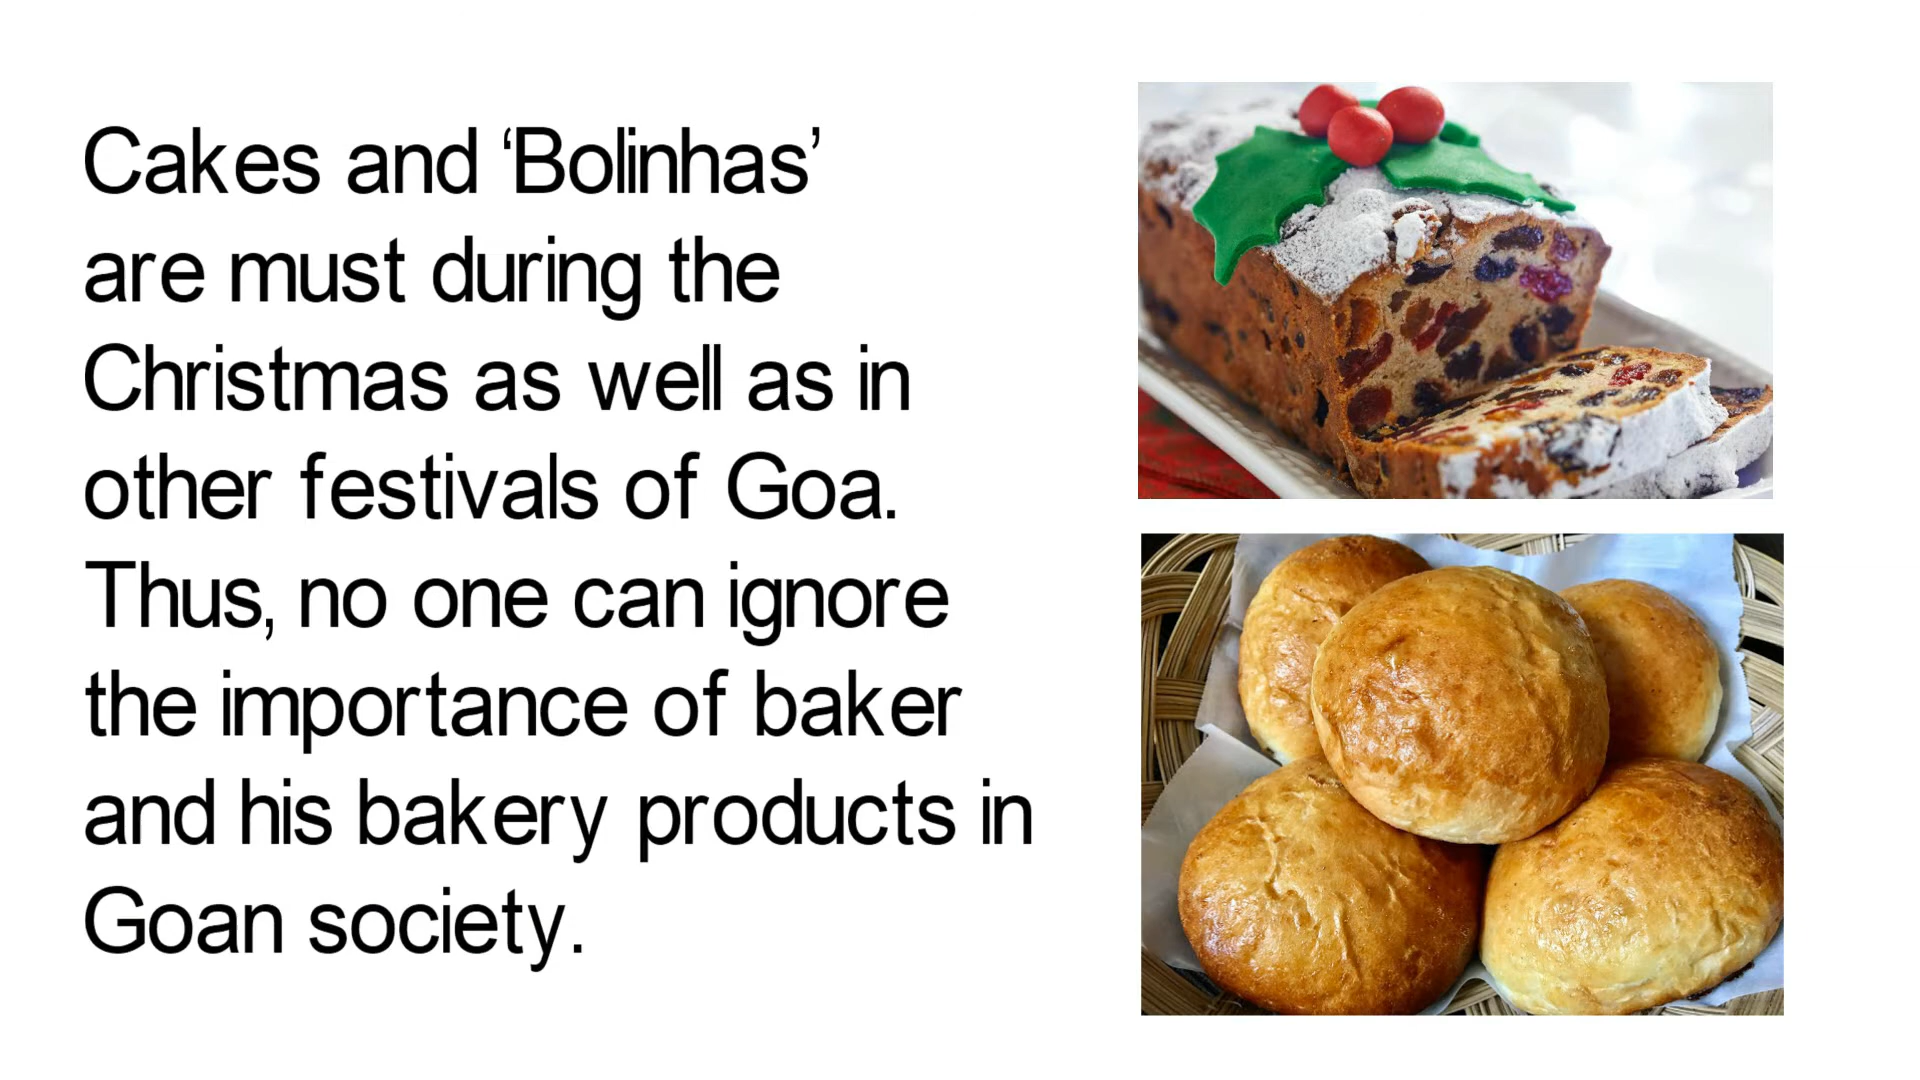 Cakes and ‘Bolinhas’
are must during the
Christmas as well as in
other festivals of Goa.
Thus, no one can ignore
the importance of baker
and his bakery products in
Goan society.